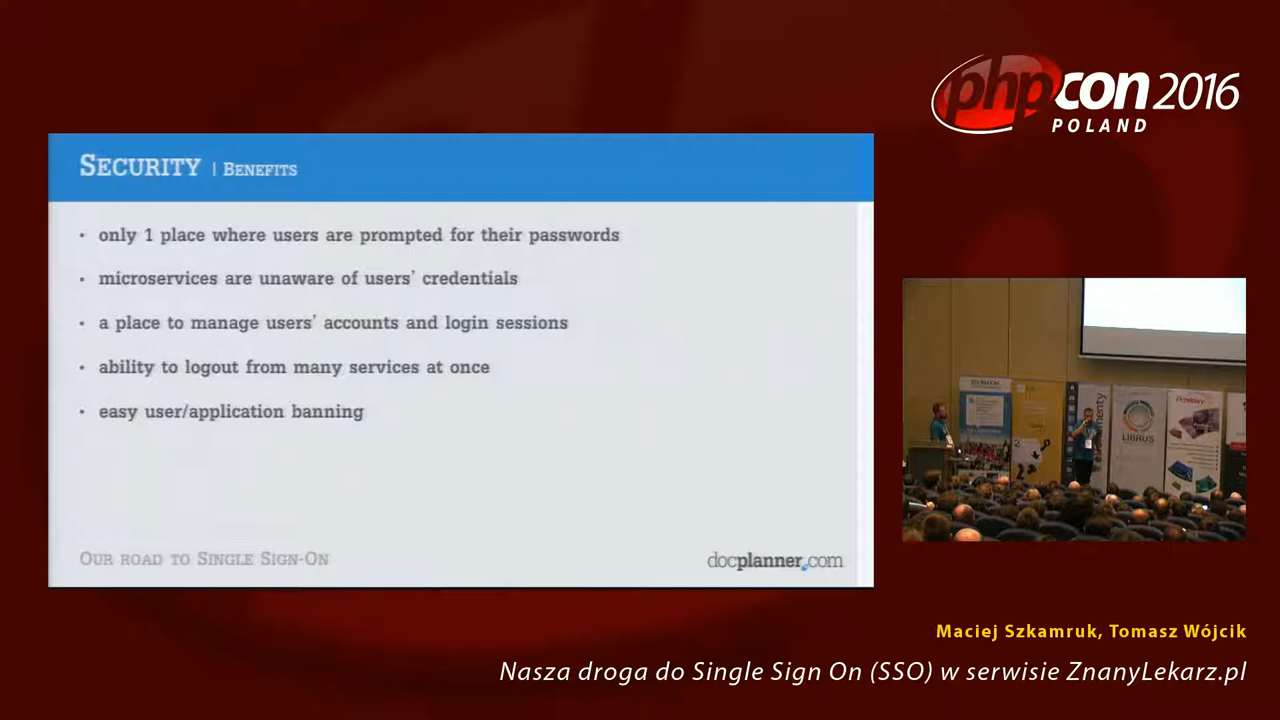 phpcon 2016
POLAND
SECURITY | BENEFITS
• only 1 place where users are prompted for their passwords
• microservices are unaware of users’ credentials
• a place to manage users’ accounts and login sessions
• ability to logout from many services at once
• easy user/application banning
OUR ROAD TO SINGLE SIGN-ON
docplanner.com
LIBRUS
Maciej Szkamruk, Tomasz Wójcik
Nasza droga do Single Sign On (SSO) w serwisie ZnanyLekarz.pl